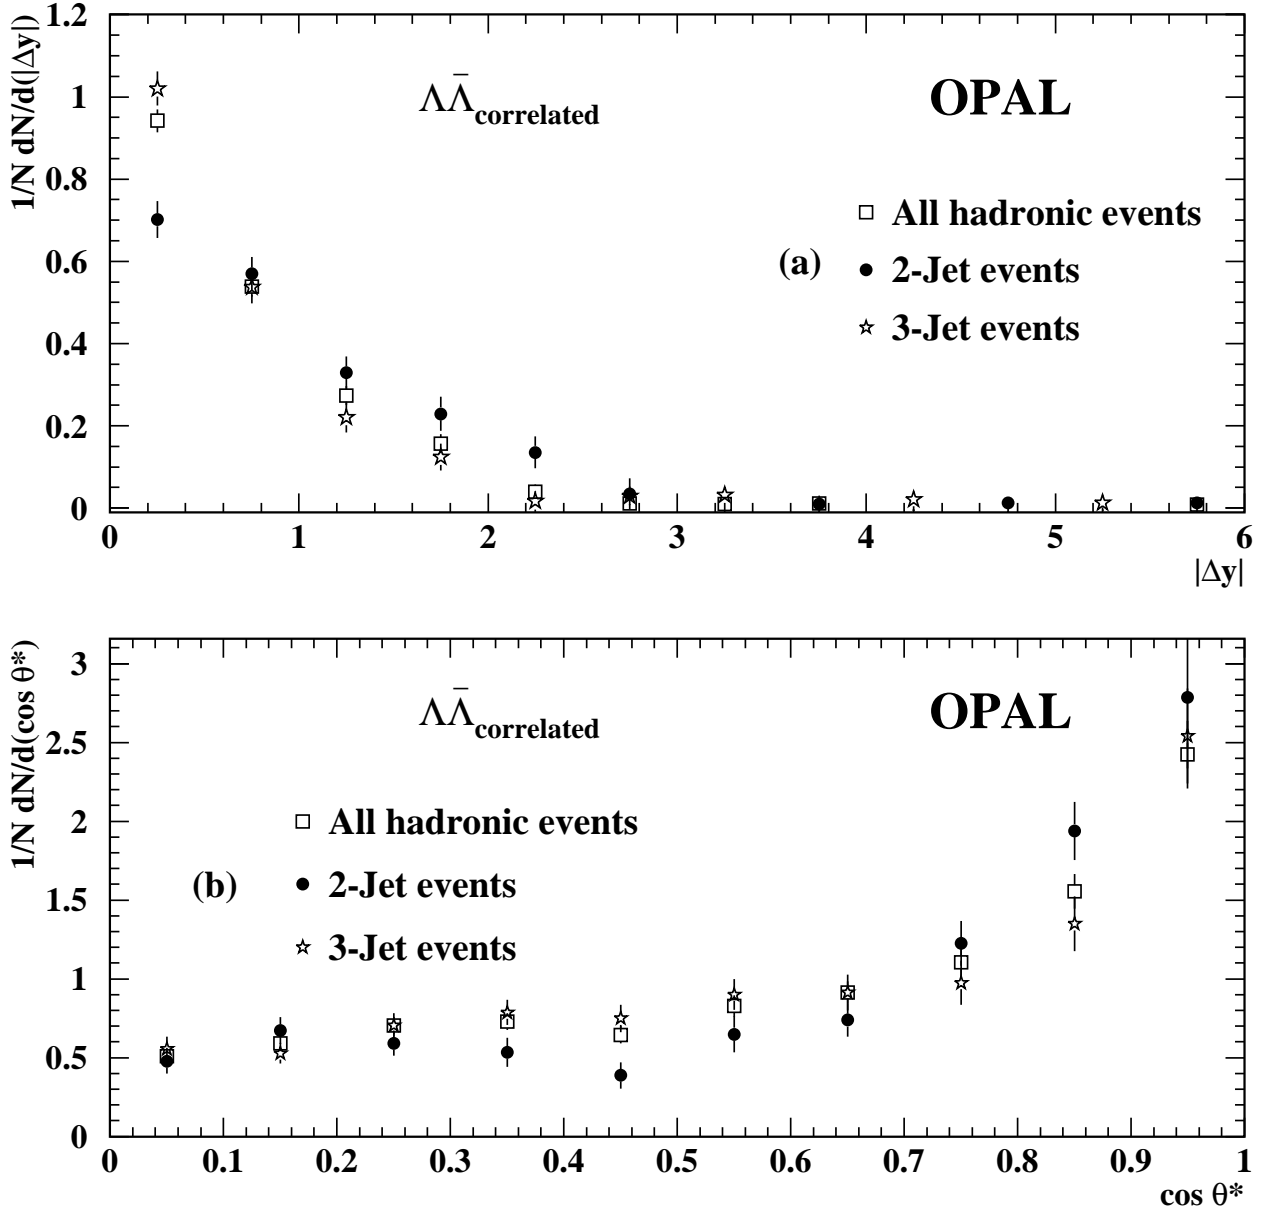 1/N dN/d(|Δy|)
1.2
1
0.8
0.6
0.4
0.2
0
ΛΛ̄correlated
OPAL
(a)
All hadronic events
2-Jet events
3-Jet events
0 1 2 3 4 5 6
|Δy|
1/N dN/d(cos θ*)
3
2.5
2
1.5
1
0.5
0
ΛΛ̄correlated
OPAL
(b)
All hadronic events
2-Jet events
3-Jet events
0 0.1 0.2 0.3 0.4 0.5 0.6 0.7 0.8 0.9 1
cos θ*